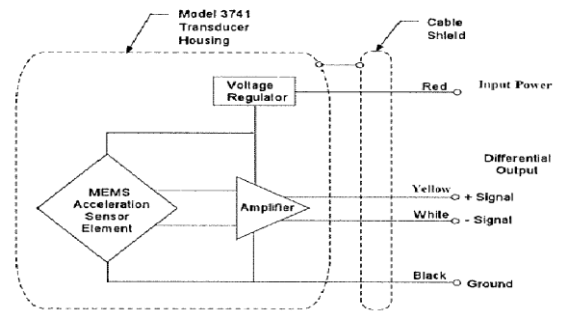 Model 3741
Transducer
Housing
Cable
Shield
Voltage
Regulator
Red
Input Power
Differential
Output
MEMS
Acceleration
Sensor
Element
Amplifier
Yellow
+ Signal
White
- Signal
Black
Ground